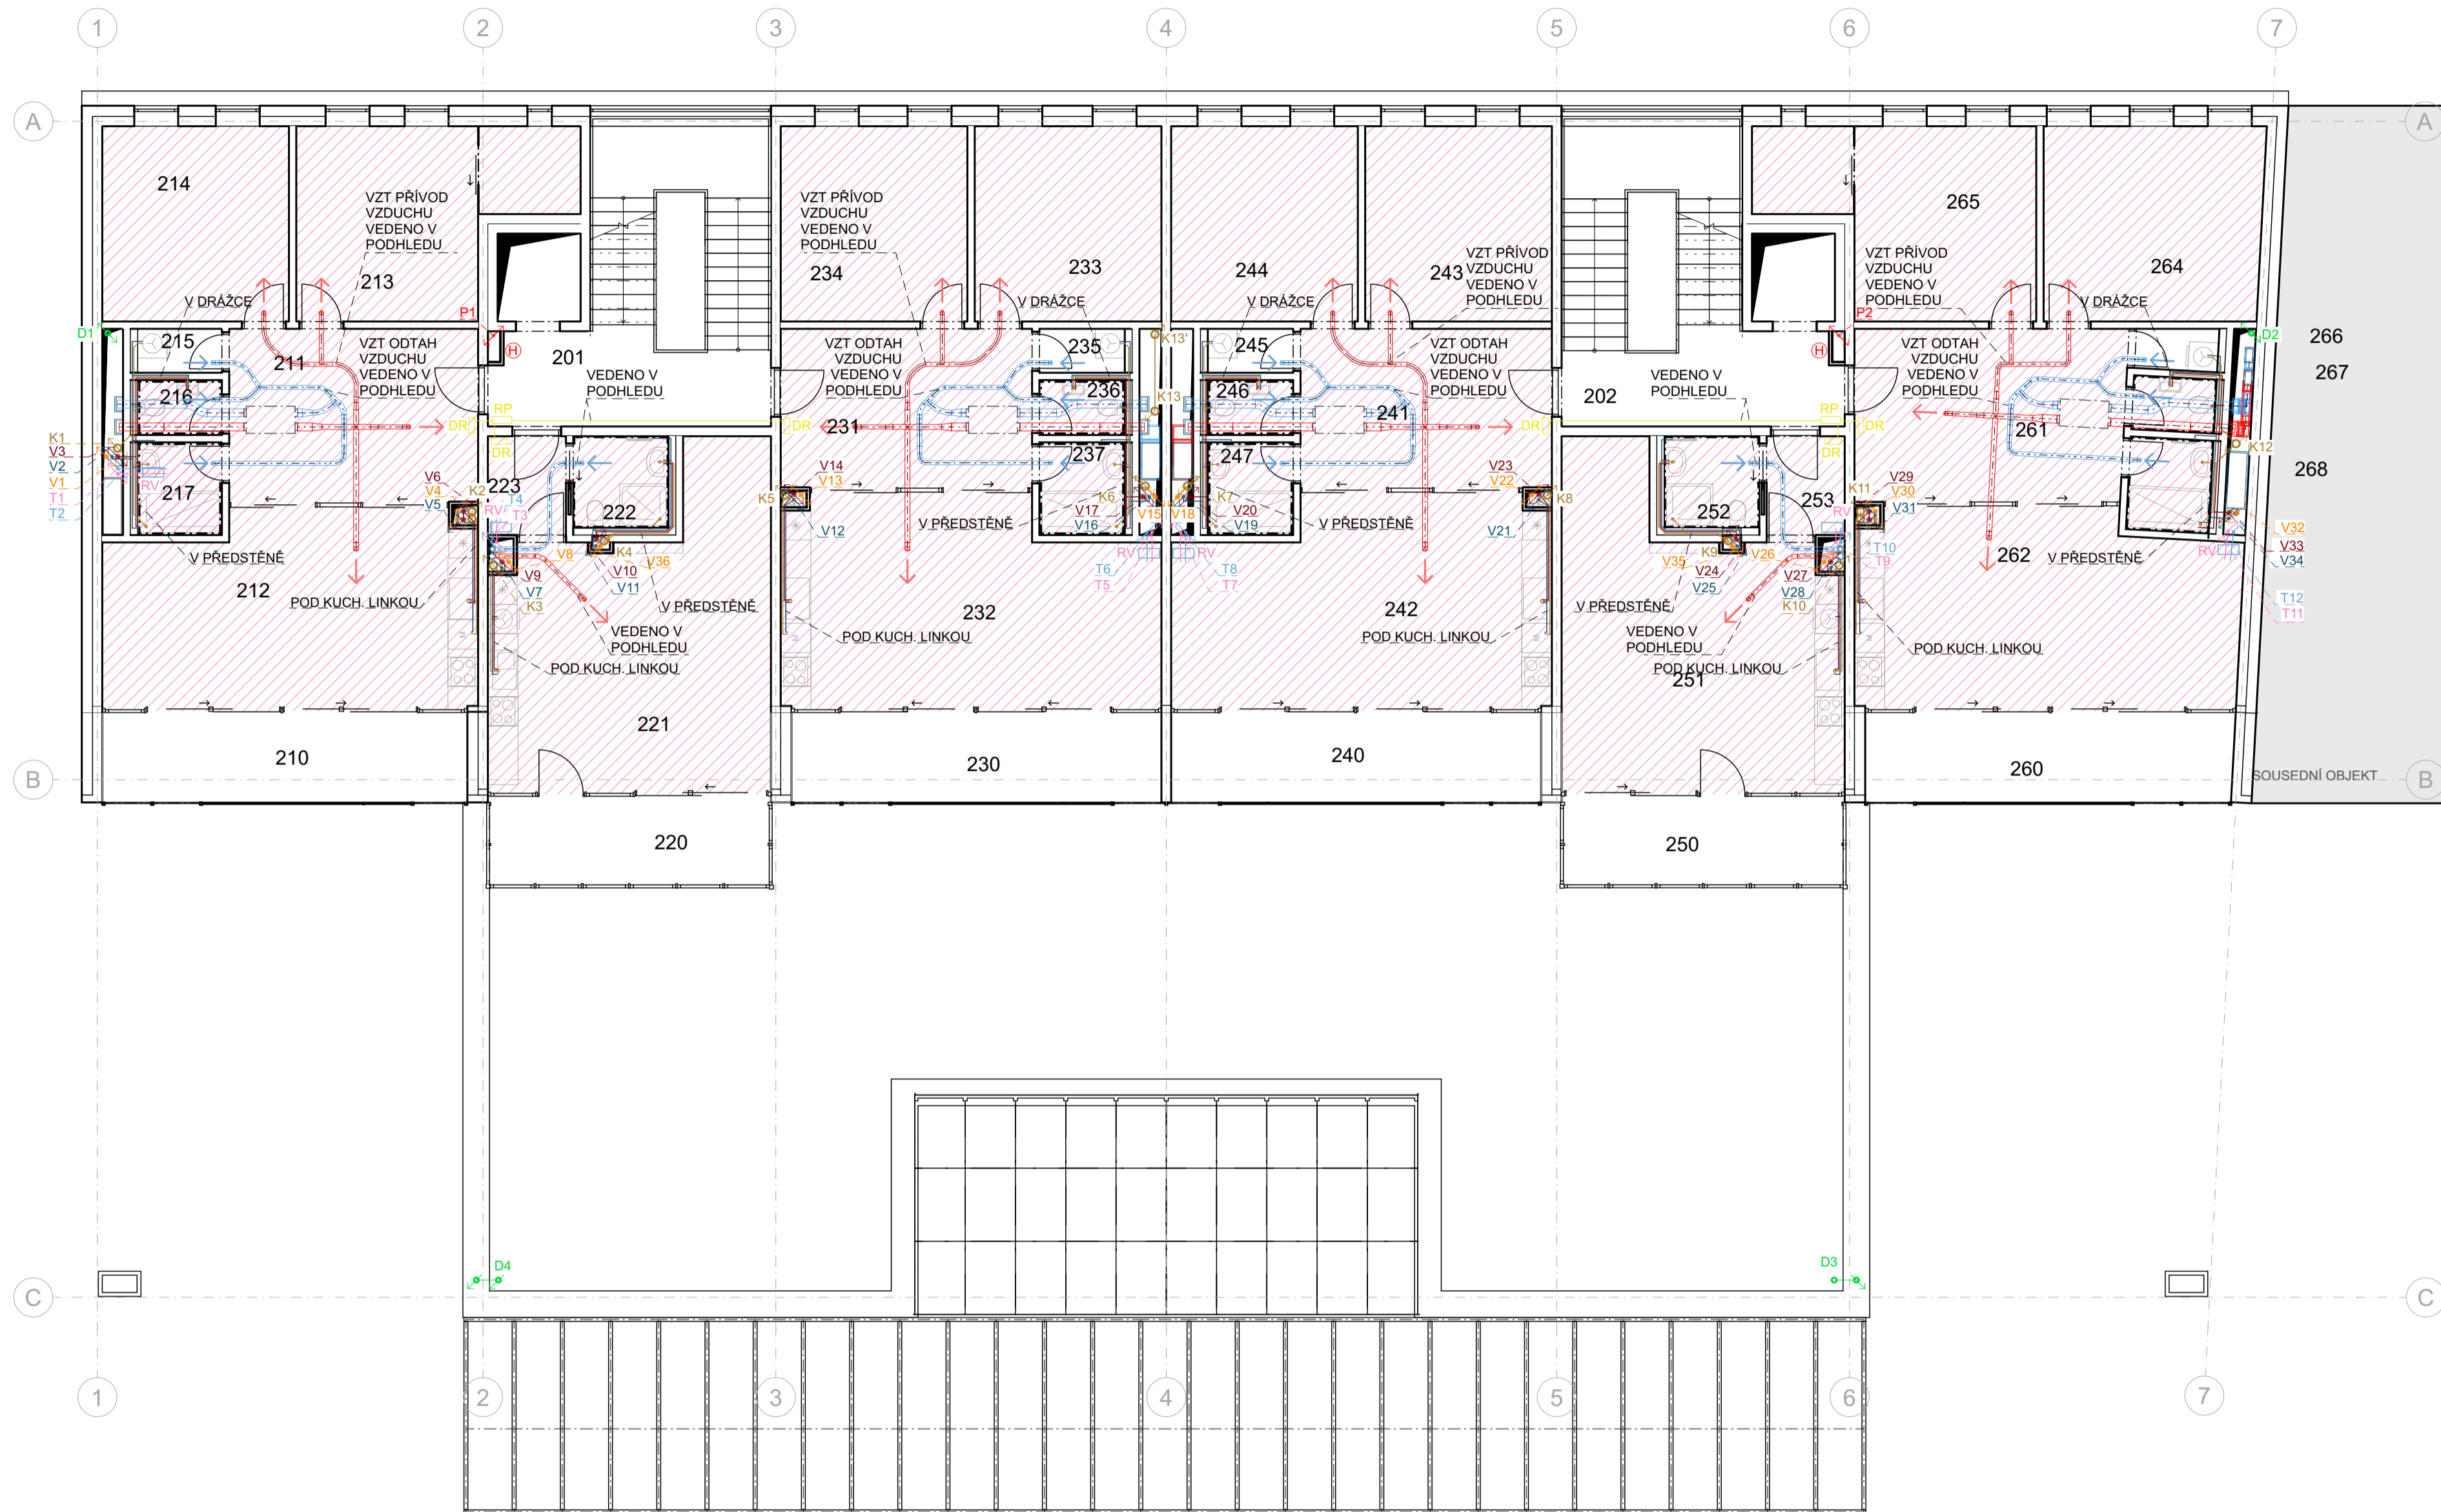 1
2
3
4
5
6
7
A
A
214
213
VZT PŘÍVOD
VZDUCHU
VEDENO V
PODHLEDU
V DRÁŽCE
P1
H
D1
215
211
VZT ODTAH
VZDUCHU
VEDENO V
PODHLEDU
216
217
K1
V3
V2
V1
T1
T2
RV
V PŘEDSTĚNĚ
212
POD KUCH. LINKOU
V6
V4
V5
K2
210
201
VEDENO V
PODHLEDU
DR
RP
DR
DR
223
T4
T3
RV
222
V8
K4
V9
V7
K3
V10
V11
V36
V PŘEDSTĚNĚ
VEDENO V
PODHLEDU
POD KUCH. LINKOU
221
220
VZT PŘÍVOD
VZDUCHU
VEDENO V
PODHLEDU
234
233
V DRÁŽCE
VZT ODTAH
VZDUCHU
VEDENO V
PODHLEDU
235
236
231
237
K13'
K13
K5
V14
V13
V12
K6
V17
V16
V15
V PŘEDSTĚNĚ
RV
T6
T5
232
POD KUCH. LINKOU
230
244
243
VZT PŘÍVOD
VZDUCHU
VEDENO V
PODHLEDU
V DRÁŽCE
245
246
241
247
VZT ODTAH
VZDUCHU
VEDENO V
PODHLEDU
K7
V18
V20
V19
V PŘEDSTĚNĚ
RV
T8
T7
V23
V22
V21
K8
242
POD KUCH. LINKOU
240
202
VEDENO V
PODHLEDU
DR
RP
DR
DR
P2
H
252
253
K9
V35
V26
V24
V25
V27
V28
K10
T10
T9
RV
V PŘEDSTĚNĚ
VEDENO V
PODHLEDU
POD KUCH. LINKOU
251
250
265
264
VZT PŘÍVOD
VZDUCHU
VEDENO V
PODHLEDU
V DRÁŽCE
VZT ODTAH
VZDUCHU
VEDENO V
PODHLEDU
261
D2
266
267
268
K12
K11
V29
V30
V31
262
V PŘEDSTĚNĚ
RV
V32
V33
V34
T12
T11
POD KUCH. LINKOU
260
SOUSEDNÍ OBJEKT
B
B
D4
D3
C
C
1
2
3
4
5
6
7